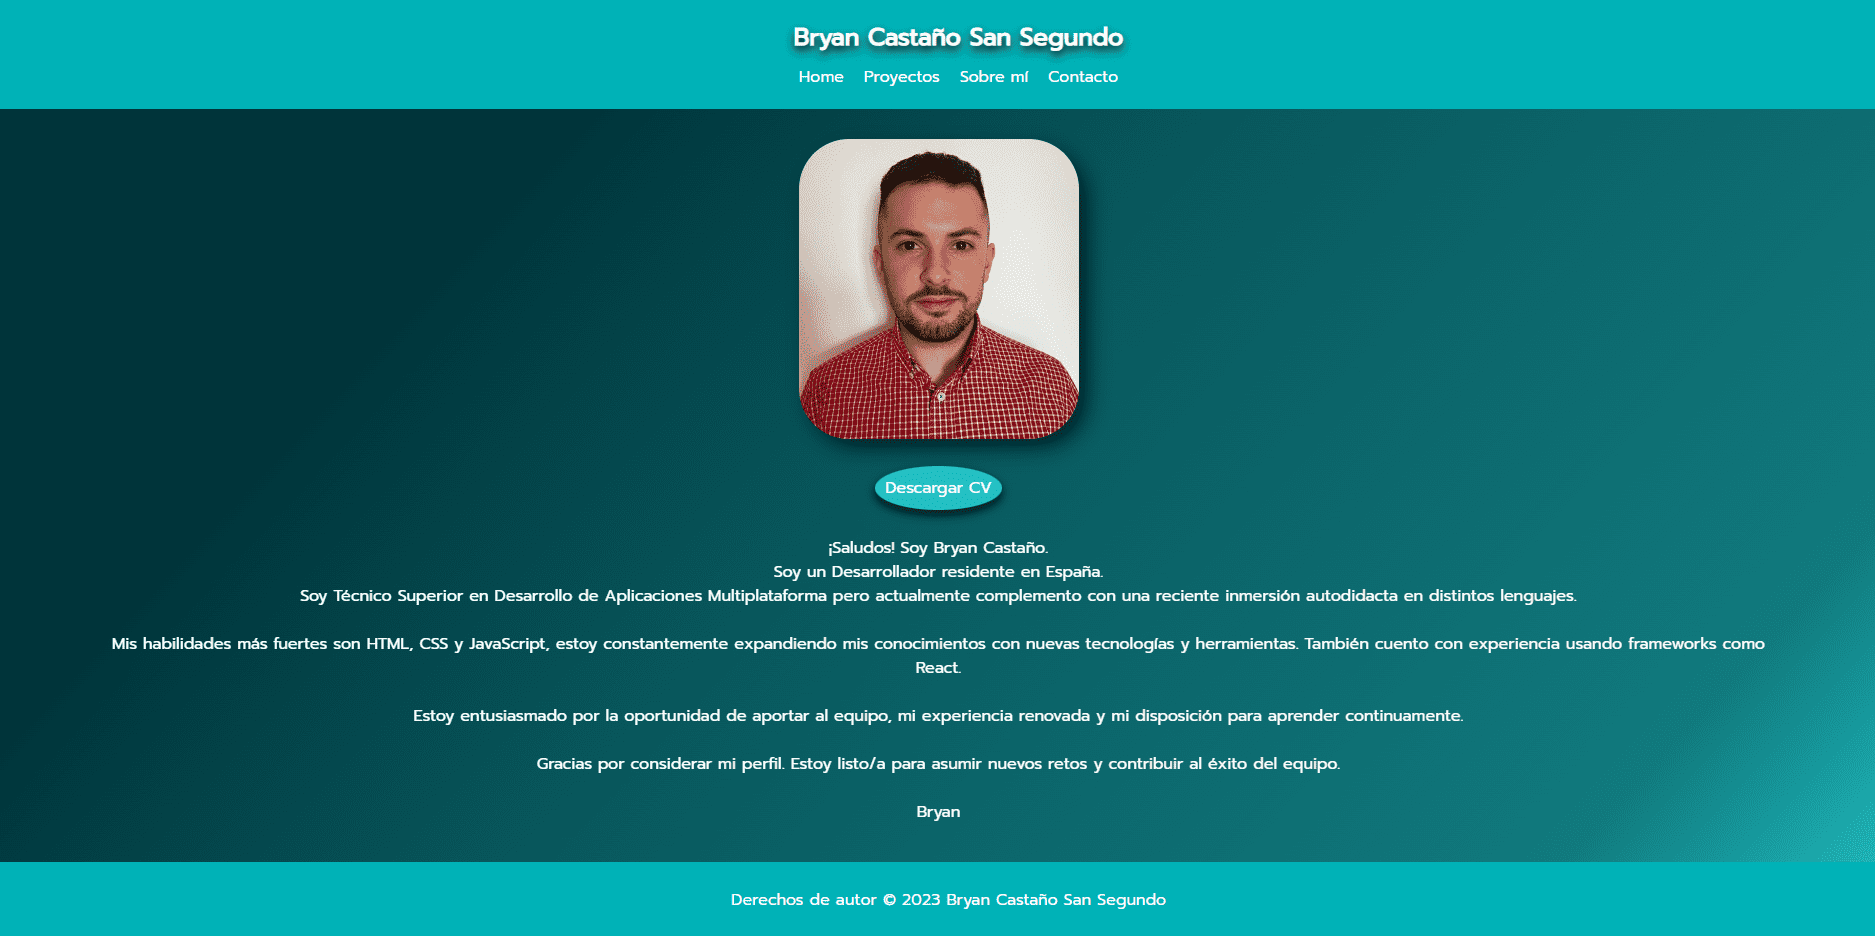 Bryan Castaño San Segundo
Home Proyectos Sobre mí Contacto
Descargar CV
¡Saludos! Soy Bryan Castaño.
Soy un Desarrollador residente en España.
Soy Técnico Superior en Desarrollo de Aplicaciones Multiplataforma pero actualmente complemento con una reciente inmersión autodidacta en distintos lenguajes.
Mis habilidades más fuertes son HTML, CSS y JavaScript, estoy constantemente expandiendo mis conocimientos con nuevas tecnologías y herramientas. También cuento con experiencia usando frameworks como
React.
Estoy entusiasmado por la oportunidad de aportar al equipo, mi experiencia renovada y mi disposición para aprender continuamente.
Gracias por considerar mi perfil. Estoy listo/a para asumir nuevos retos y contribuir al éxito del equipo.
Bryan
Derechos de autor © 2023 Bryan Castaño San Segundo